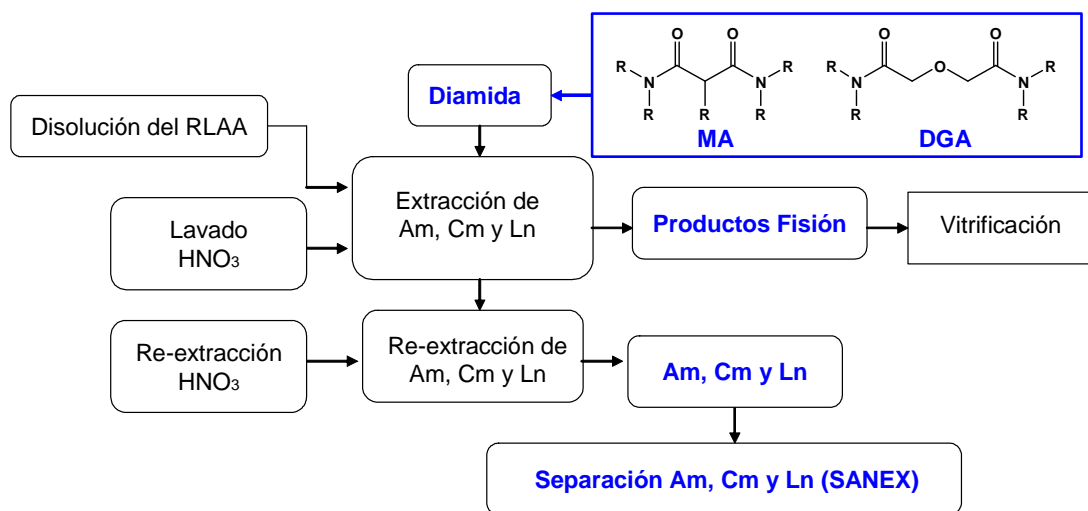 O
O
R
N
N
R
R
R
R
MA
O
O
R
N
O
N
R
R
R
DGA
Diamida
Disolución del RLAA
Extracción de
Am, Cm y Ln
Lavado
HNO3
Productos Fisión
Vitrificación
Re-extracción
HNO3
Re-extracción de
Am, Cm y Ln
Am, Cm y Ln
Separación Am, Cm y Ln (SANEX)